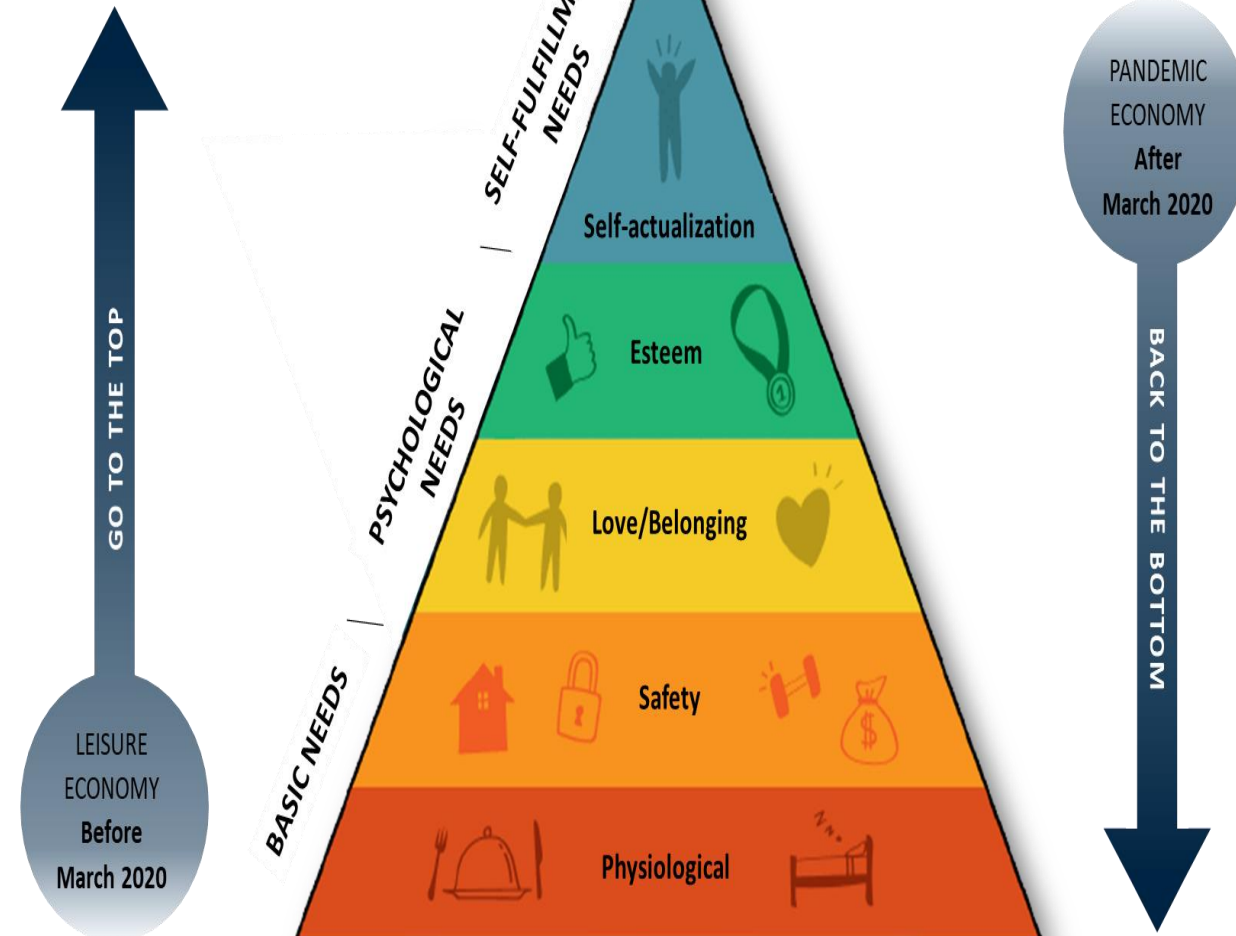 SELF-FULFILLM
NEEDS
PSYCHOLOGICAL
NEEDS
BASIC NEEDS
GO TO THE TOP
LEISURE
ECONOMY
Before
March 2020
Self-actualization
Esteem
1
Love/Belonging
Safety
$
Physiological
PANDEMIC
ECONOMY
After
March 2020
BACK TO THE BOTTOM